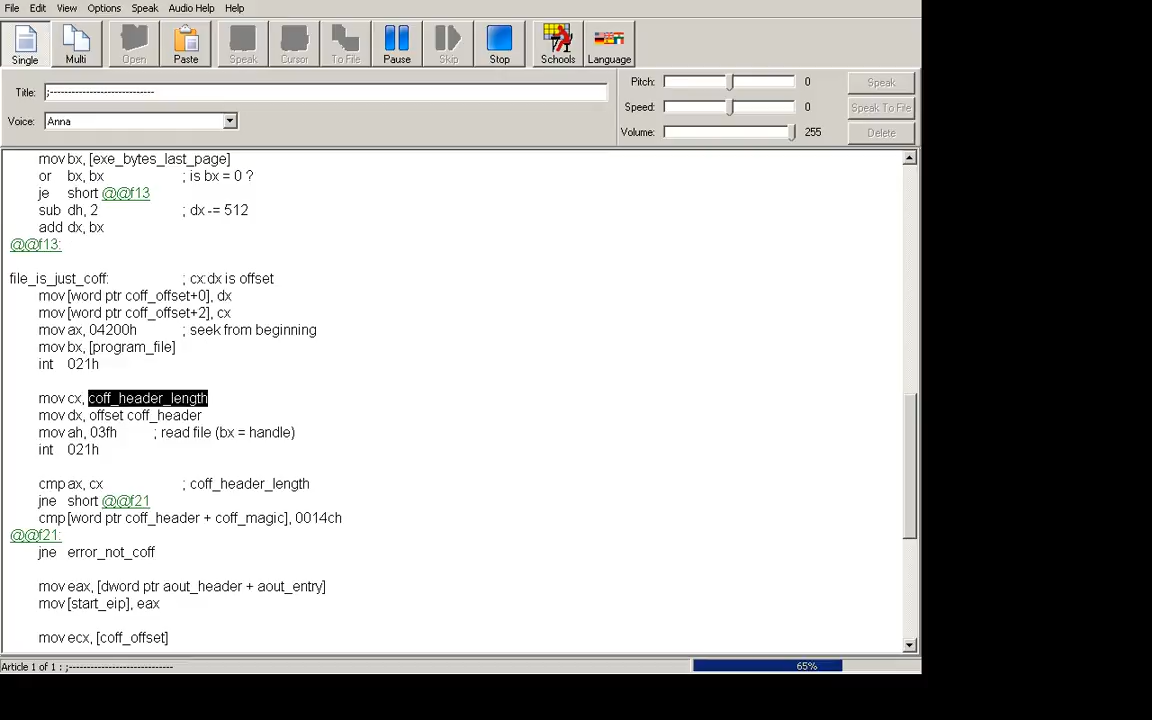 File Edit View Options Speak Audio Help Help
Single Multi Open Paste Speak Cursor To File Pause Skip Stop Schools Language
Title: ;----------------------------
Voice: Anna
Pitch: 0 Speak
Speed: 0 Speak To File
Volume: 255 Delete
mov bx, [exe_bytes_last_page]
or bx, bx ; is bx = 0 ?
je short @@f13
sub dh, 2 ; dx -= 512
add dx, bx
@@f13:
file_is_just_coff: ; cx:dx is offset
mov [word ptr coff_offset+0], dx
mov [word ptr coff_offset+2], cx
mov ax, 04200h ; seek from beginning
mov bx, [program_file]
int 021h
mov cx, coff_header_length
mov dx, offset coff_header
mov ah, 03fh ; read file (bx = handle)
int 021h
cmp ax, cx ; coff_header_length
jne short @@f21
cmp [word ptr coff_header + coff_magic], 0014ch
@@f21:
jne error_not_coff
mov eax, [dword ptr aout_header + aout_entry]
mov [start_eip], eax
mov ecx, [coff_offset]
Article 1 of 1 : ;----------------------------- 65%